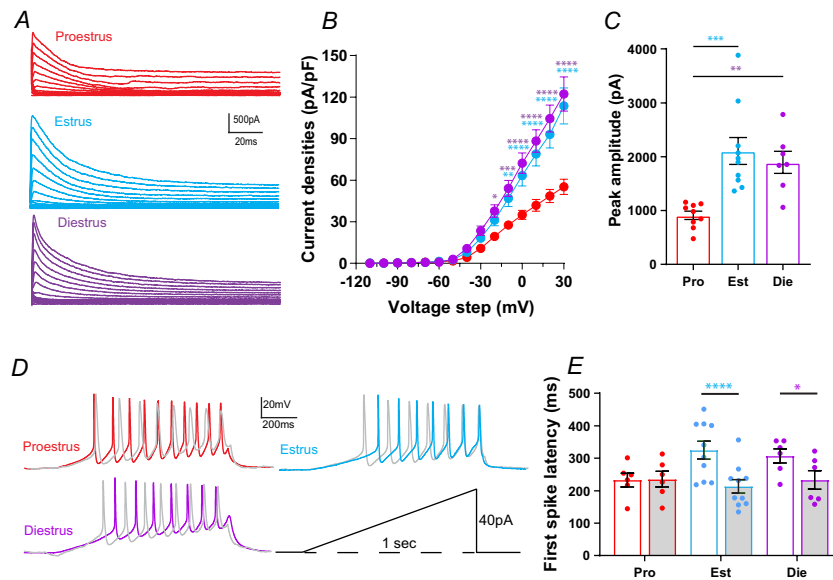 A
Proestrus
Estrus
500pA
20ms
Diestrus
B
Current densities (pA/pF)
150
120
90
60
30
0
-120
-90
-60
-30
0
30
Voltage step (mV)
*
***
**
****
****
****
****
****
****
****
****
C
Peak amplitude (pA)
4000
3000
2000
1000
0
***
**
Pro
Est
Die
D
Proestrus
20mV
200ms
Estrus
Diestrus
40pA
1 sec
E
First spike latency (ms)
500
400
300
200
100
0
****
*
Pro
Est
Die